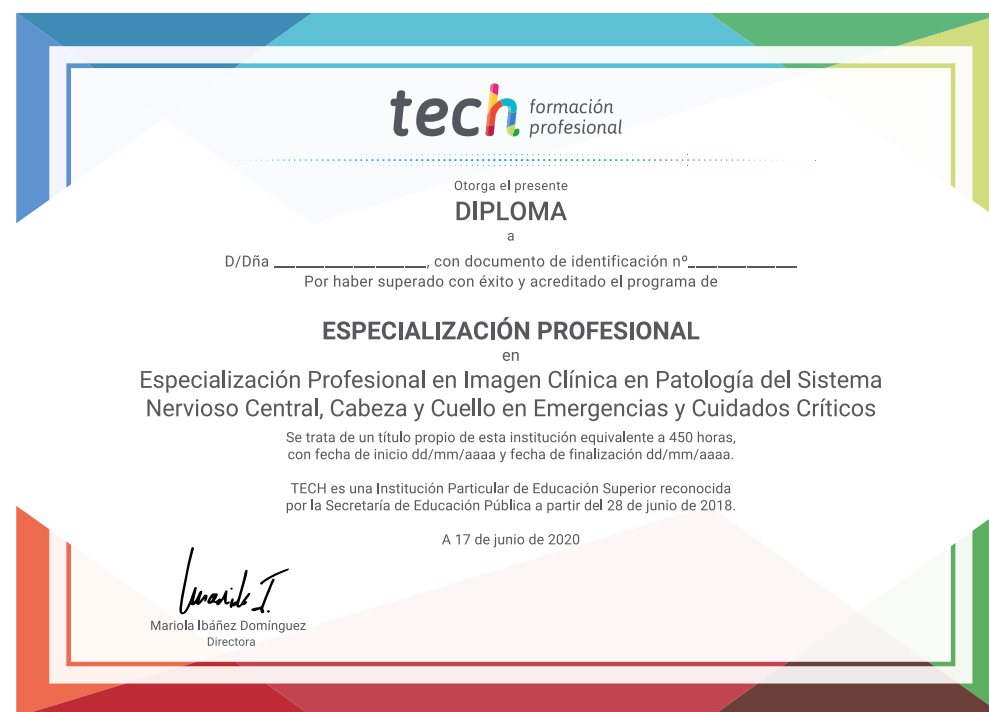 tech formación
profesional
Otorga el presente
DIPLOMA
a
D/Dña ____________________, con documento de identificación nº______________
Por haber superado con éxito y acreditado el programa de
ESPECIALIZACIÓN PROFESIONAL
en
Especialización Profesional en Imagen Clínica en Patología del Sistema
Nervioso Central, Cabeza y Cuello en Emergencias y Cuidados Críticos
Se trata de un título propio de esta institución equivalente a 450 horas,
con fecha de inicio dd/mm/aaaa y fecha de finalización dd/mm/aaaa.
TECH es una Institución Particular de Educación Superior reconocida
por la Secretaría de Educación Pública a partir del 28 de junio de 2018.
A 17 de junio de 2020
Mariola Ibáñez Domínguez
Directora